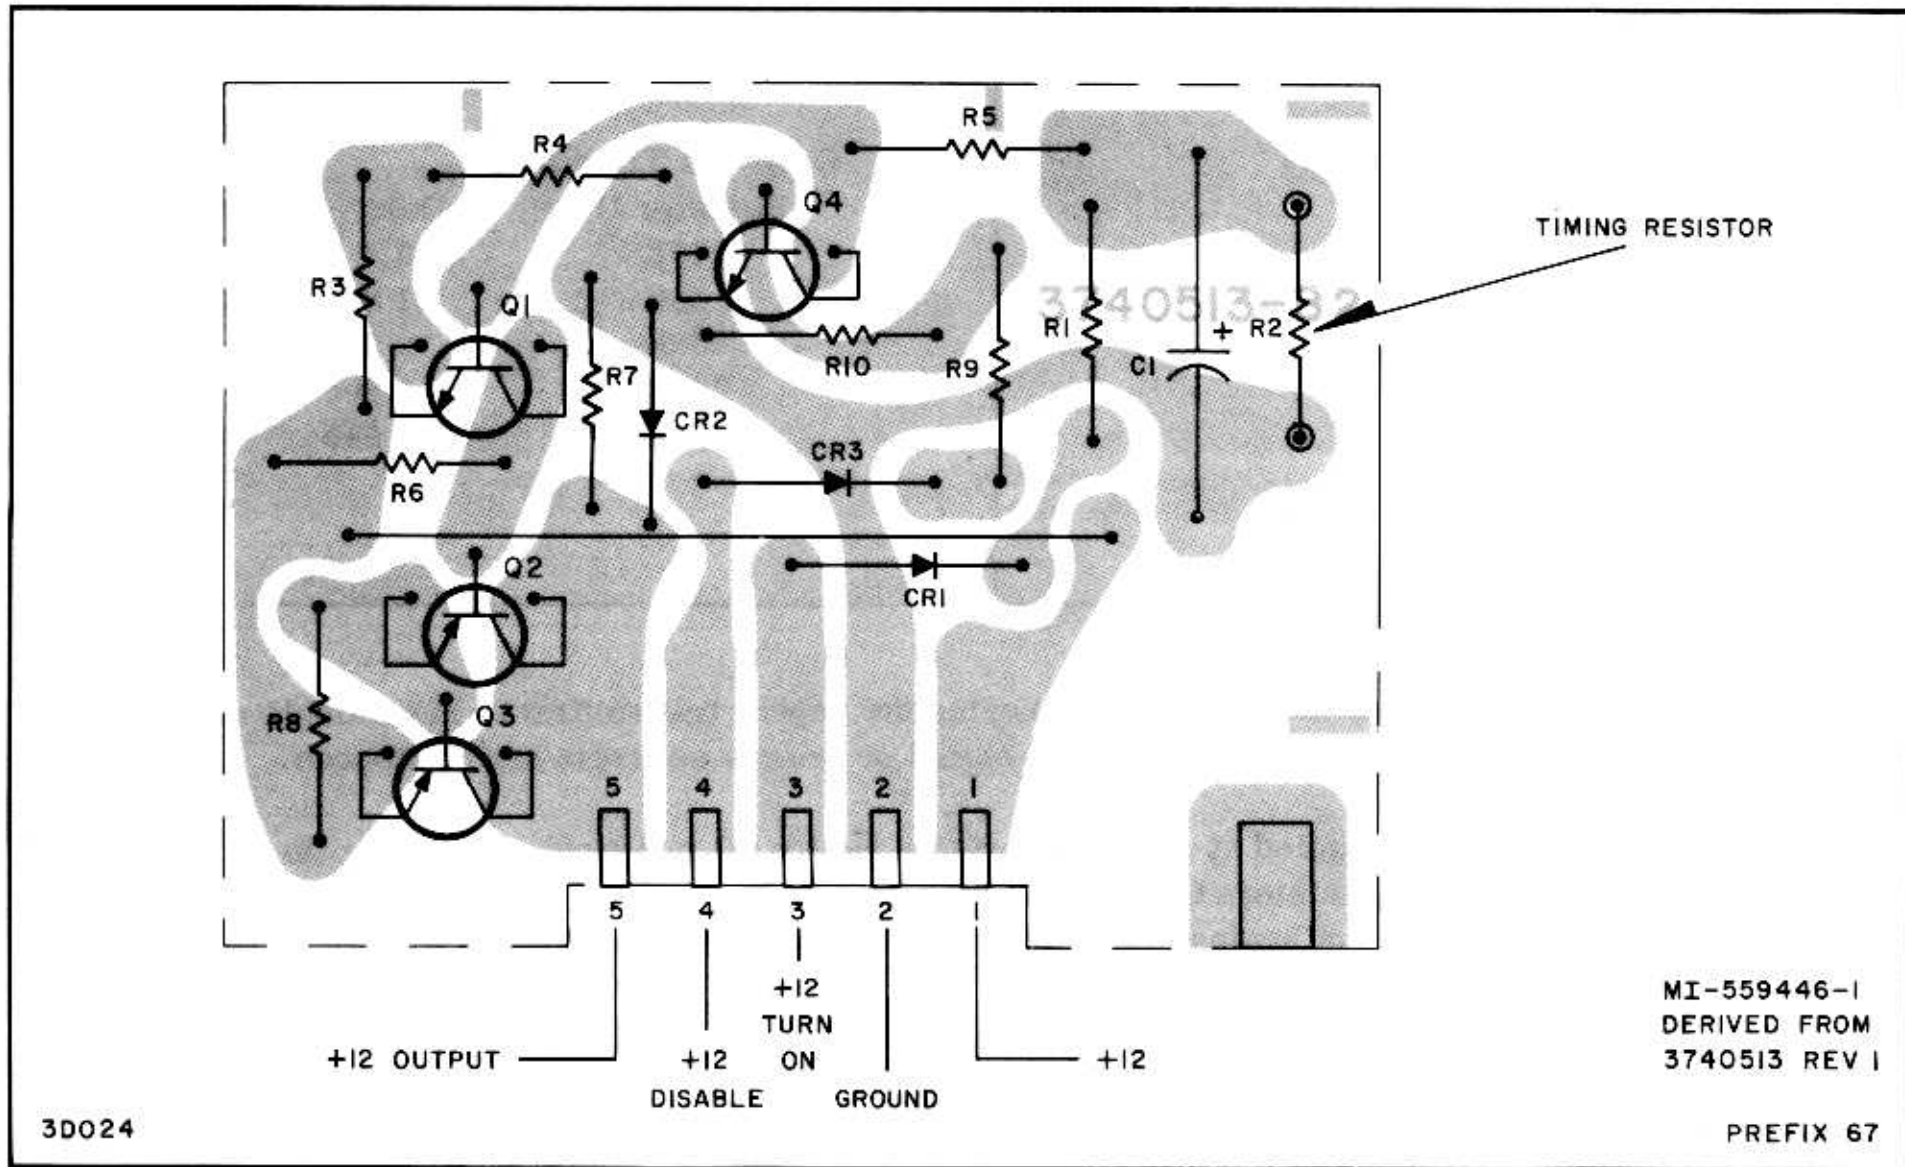 R5
R4
Q4
TIMING RESISTOR
R3
Q1
3740513-82
R1
+
R2
R10
R9
C1
R7
CR2
CR3
R6
Q2
CR1
R8
Q3
5 4 3 2 1
5 4 3 2 1
+12
TURN
ON
+12 OUTPUT
+12
DISABLE
GROUND
+12
MI-559446-1
DERIVED FROM
3740513 REV 1
3D024
PREFIX 67